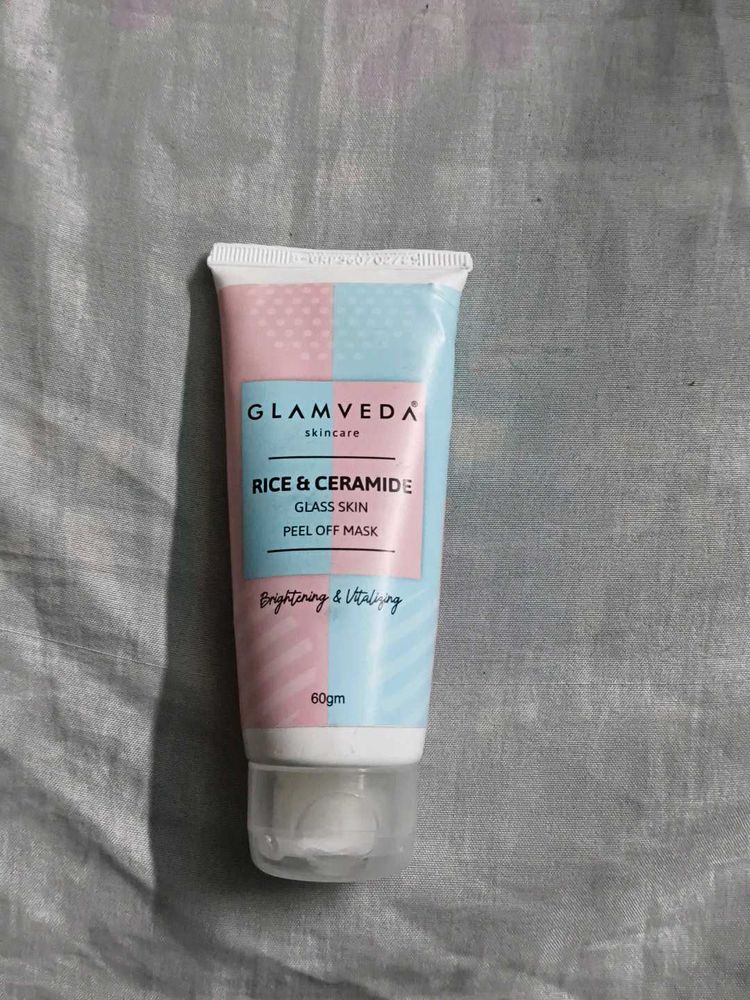 GLAMVEDA®
skincare
RICE & CERAMIDE
GLASS SKIN
PEEL OFF MASK
Brightening & Vitalizing
60gm